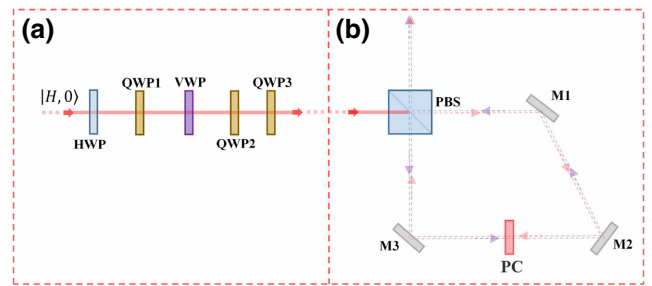 (a)
(b)
|H, 0⟩
QWP1
VWP
QWP3
HWP
QWP2
PBS
M1
M3
M2
PC